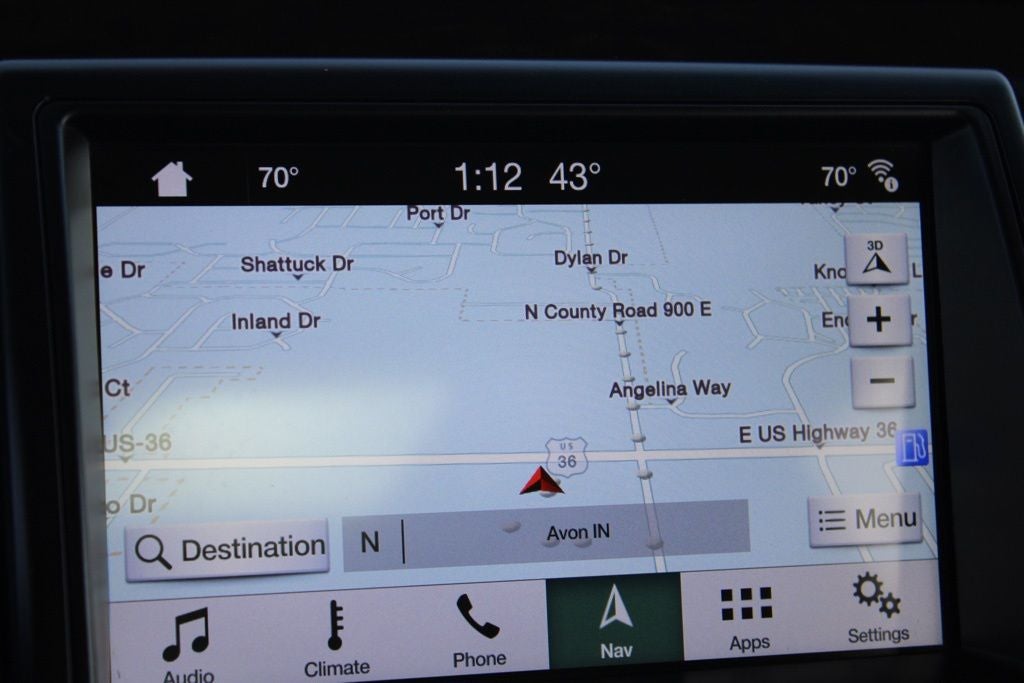 70° 1:12 43° 70°
Port Dr
Dylan Dr
3D
e Dr Shattuck Dr
Kno
N County Road 900 E
Inland Dr
+
Ct
Angelina Way
−
US-36
E US Highway 36
US
36
o Dr
Destination
N Avon IN
Menu
Audio Climate Phone Nav Apps Settings